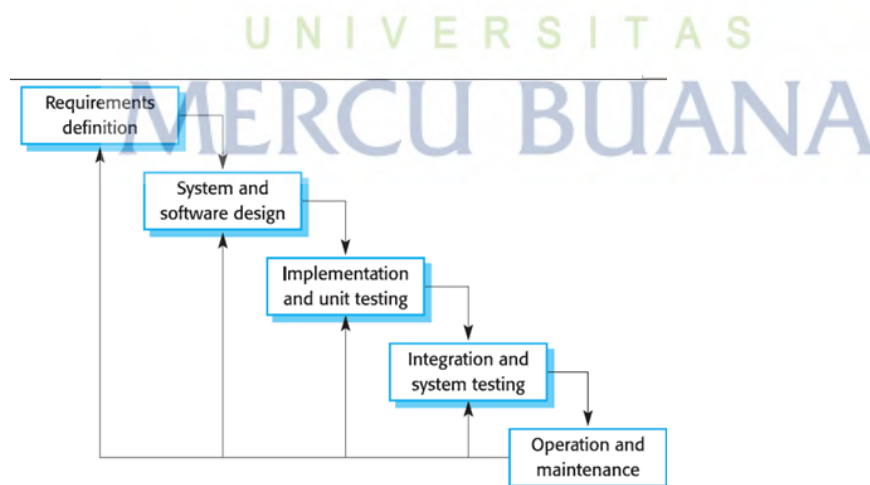 UNIVERSITAS
MERCU BUANA
Requirements
definition
System and
software design
Implementation
and unit testing
Integration and
system testing
Operation and
maintenance